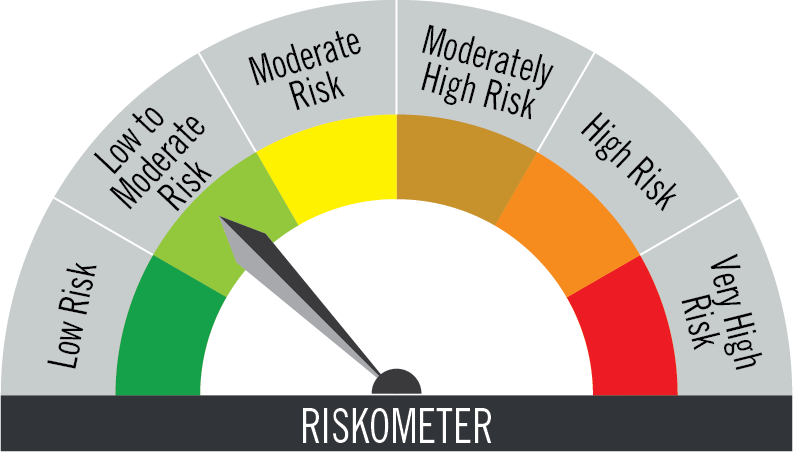 Low Risk
Low to
Moderate
Risk
Moderate
Risk
Moderately
High Risk
High Risk
Very High
Risk
RISKOMETER